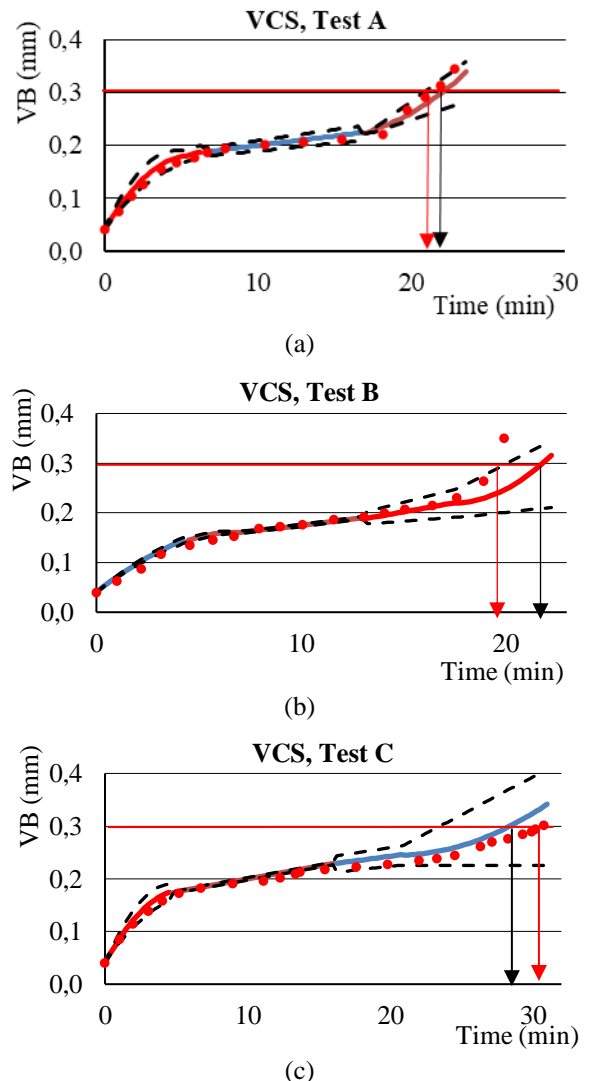 VCS, Test A
VB (mm)
0,4
0,3
0,2
0,1
0,0
0 10 20 30
Time (min)
(a)
VCS, Test B
VB (mm)
0,4
0,3
0,2
0,1
0,0
0 10 20
Time (min)
(b)
VCS, Test C
VB (mm)
0,4
0,3
0,2
0,1
0,0
0 10 20 30
Time (min)
(c)